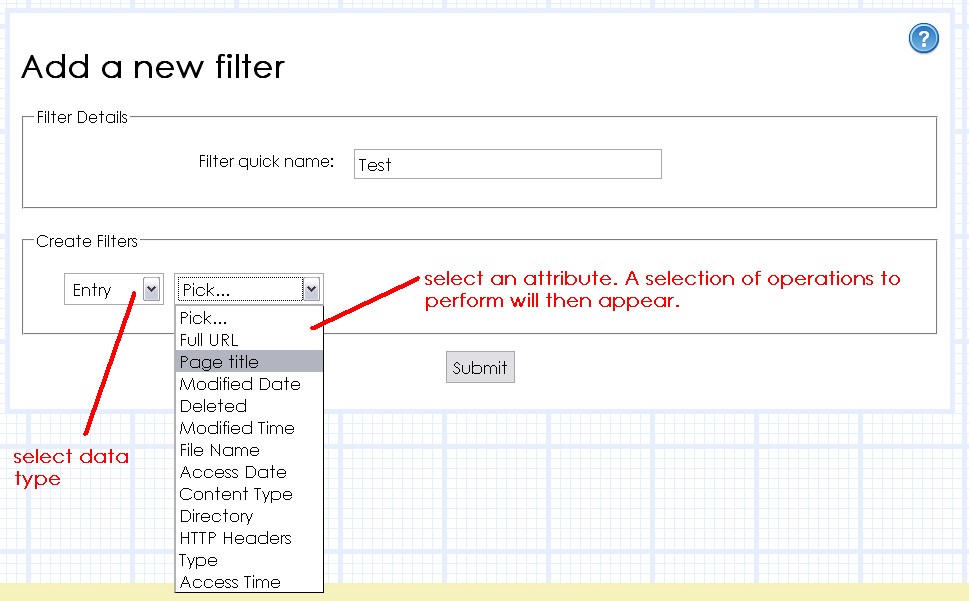 ?
Add a new filter
Filter Details
Filter quick name:
Test
Create Filters
Entry
Pick...
select an attribute. A selection of operations to
perform will then appear.
Pick...
Full URL
Page title
Modified Date
Deleted
Modified Time
File Name
Access Date
Content Type
Directory
HTTP Headers
Type
Access Time
Submit
select data
type